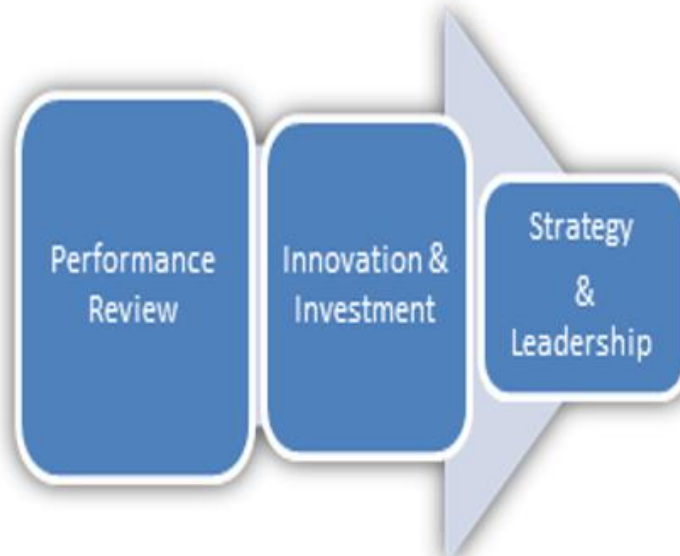 Performance
Review
Innovation &
Investment
Strategy
&
Leadership